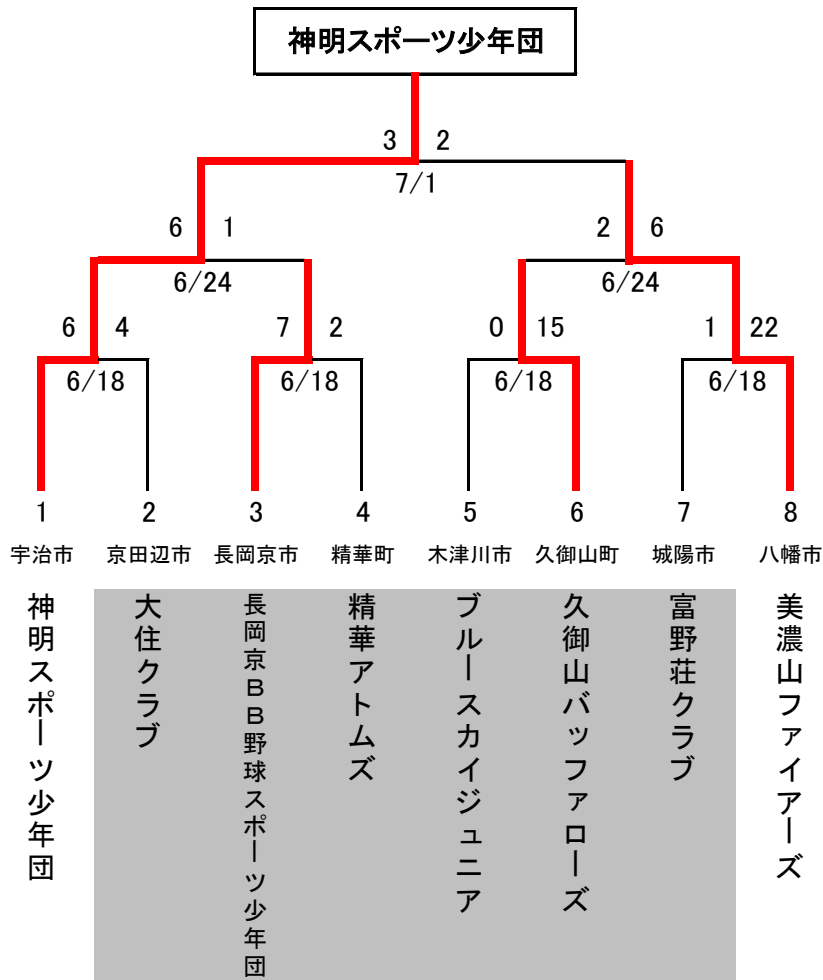 神明スポーツ少年団
3 2
7/1
6 1 2 6
6/24 6/24
6 4 7 2 0 15 1 22
6/18 6/18 6/18 6/18
1 2 3 4 5 6 7 8
宇治市 京田辺市 長岡京市 精華町 木津川市 久御山町 城陽市 八幡市
神明スポーツ少年団
大住クラブ
長岡京BB野球スポーツ少年団
精華アトムズ
ブルースカイジュニア
久御山バッファローズ
富野荘クラブ
美濃山ファイアーズ